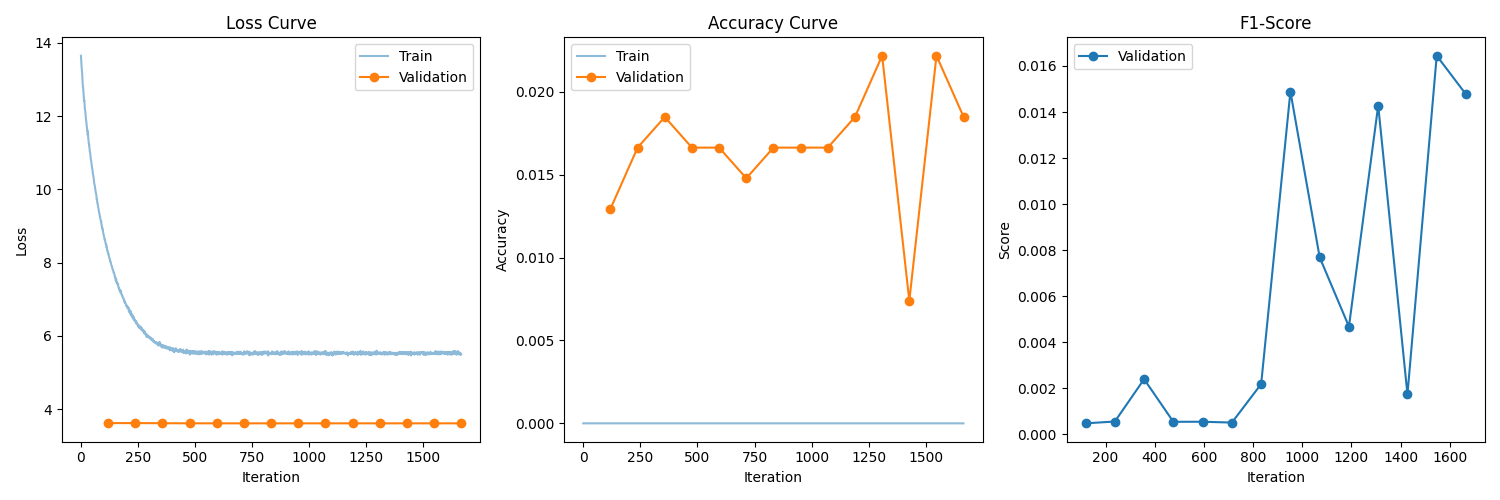 Loss Curve
14
12
10
8
6
4
Loss
0 250 500 750 1000 1250 1500
Iteration
Train
Validation
Accuracy Curve
0.020
0.015
0.010
0.005
0.000
Accuracy
0 250 500 750 1000 1250 1500
Iteration
Train
Validation
F1-Score
0.016
0.014
0.012
0.010
0.008
0.006
0.004
0.002
0.000
Score
200 400 600 800 1000 1200 1400 1600
Iteration
Validation